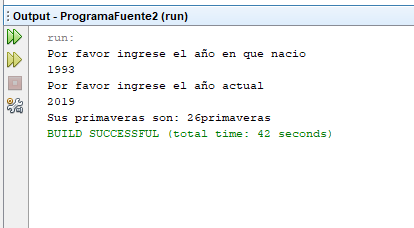 Output - ProgramaFuente2 (run)
run:
Por favor ingrese el año en que nacio
1993
Por favor ingrese el año actual
2019
Sus primaveras son: 26primaveras
BUILD SUCCESSFUL (total time: 42 seconds)